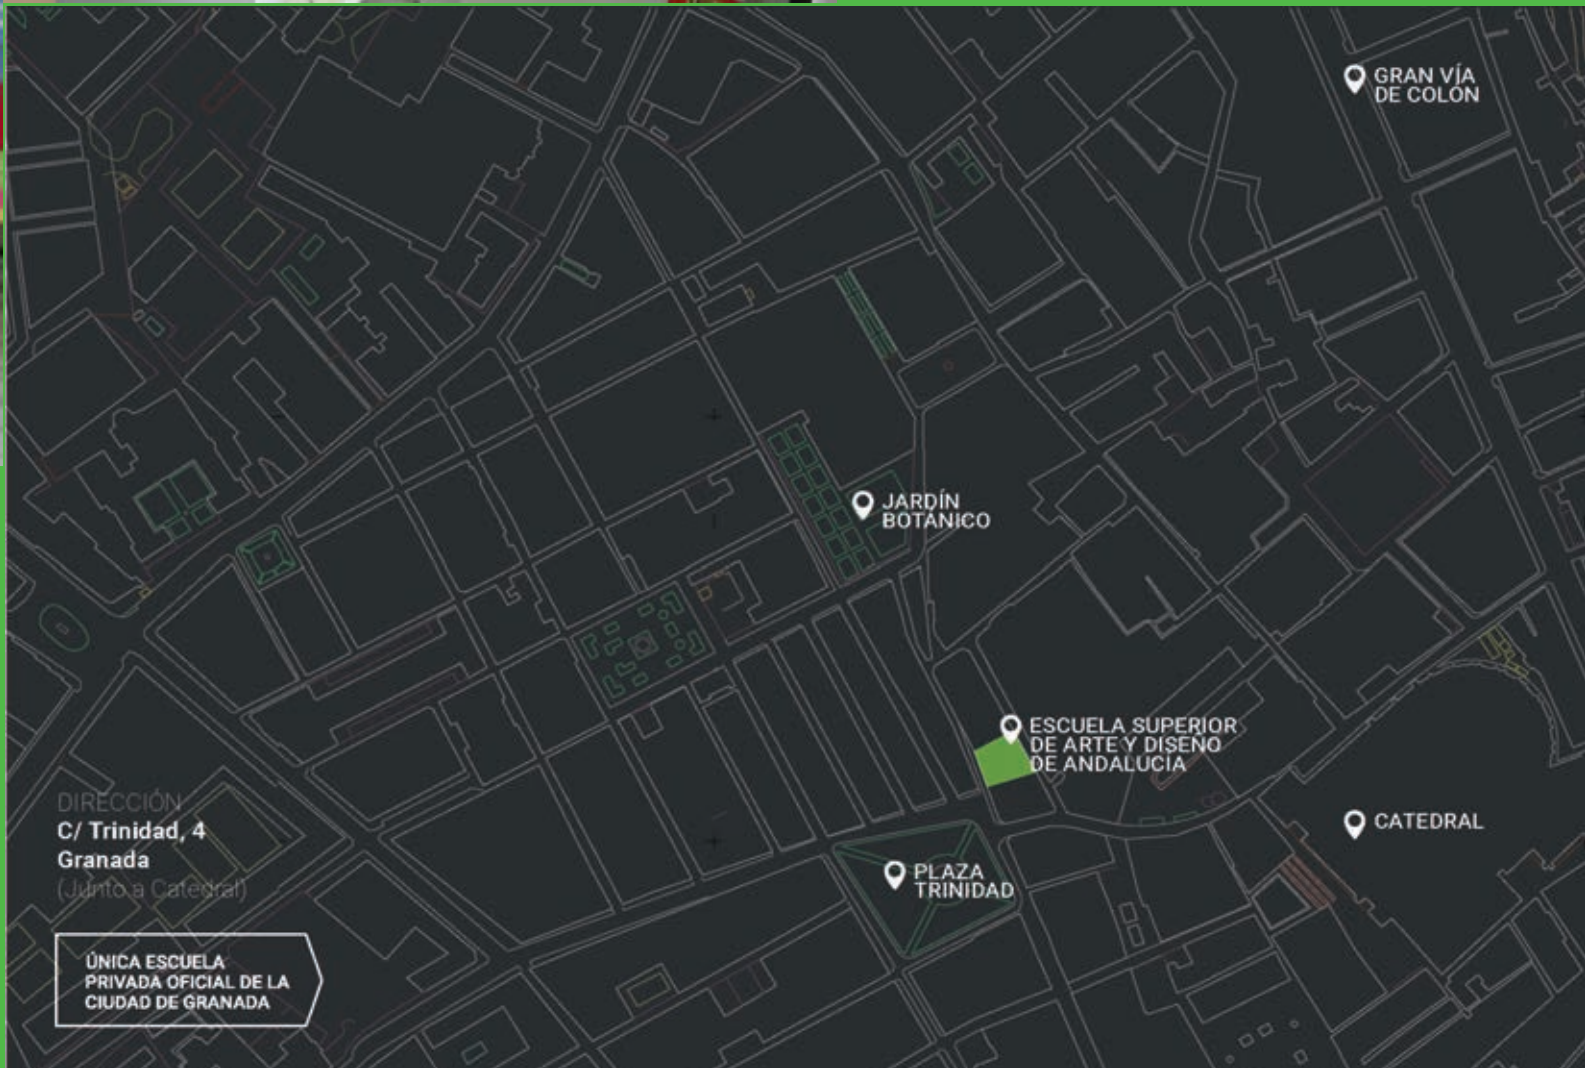 GRAN VÍA
DE COLÓN
JARDÍN
BOTÁNICO
ESCUELA SUPERIOR
DE ARTE Y DISEÑO
DE ANDALUCÍA
CATEDRAL
PLAZA
TRINIDAD
DIRECCIÓN
C/ Trinidad, 4
Granada
(Junto a Catedral)
ÚNICA ESCUELA
PRIVADA OFICIAL DE LA
CIUDAD DE GRANADA